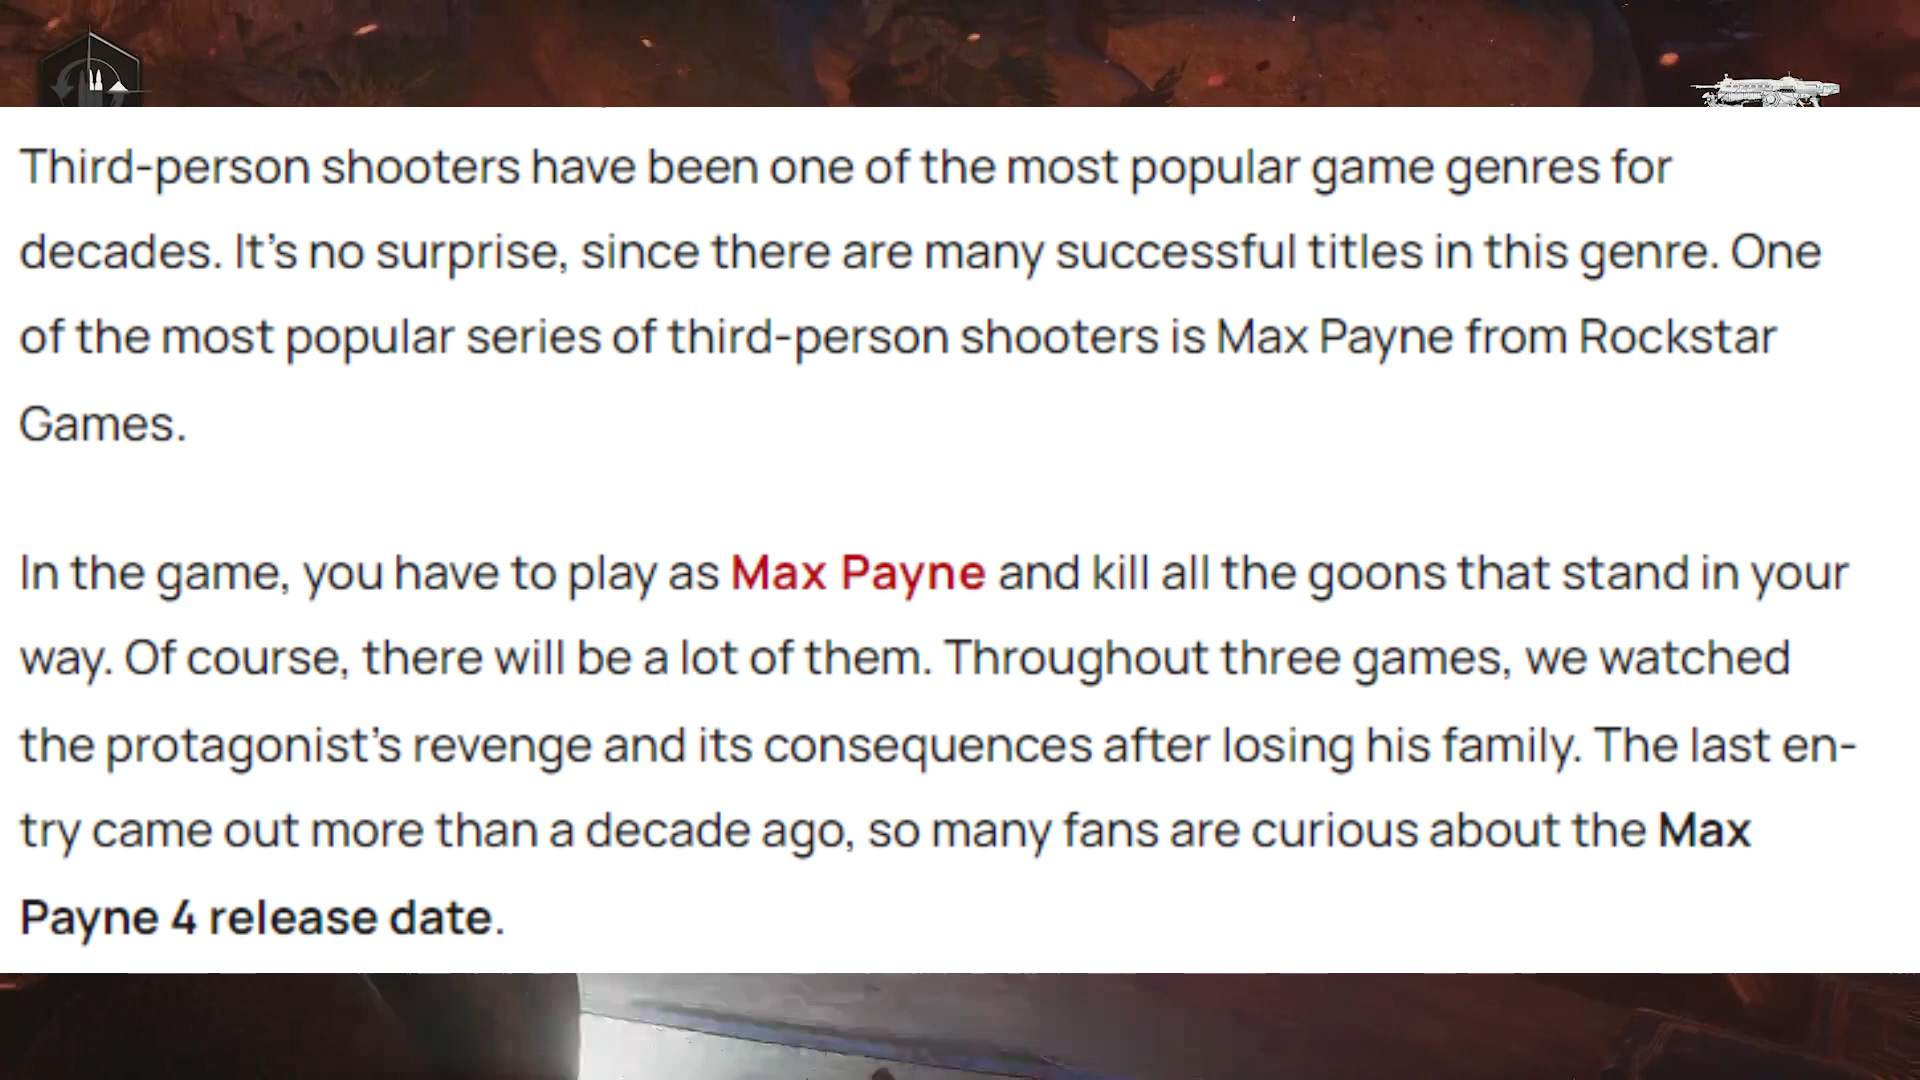 Third-person shooters have been one of the most popular game genres for
decades. It’s no surprise, since there are many successful titles in this genre. One
of the most popular series of third-person shooters is Max Payne from Rockstar
Games.
In the game, you have to play as Max Payne and kill all the goons that stand in your
way. Of course, there will be a lot of them. Throughout three games, we watched
the protagonist’s revenge and its consequences after losing his family. The last en-
try came out more than a decade ago, so many fans are curious about the Max
Payne 4 release date.